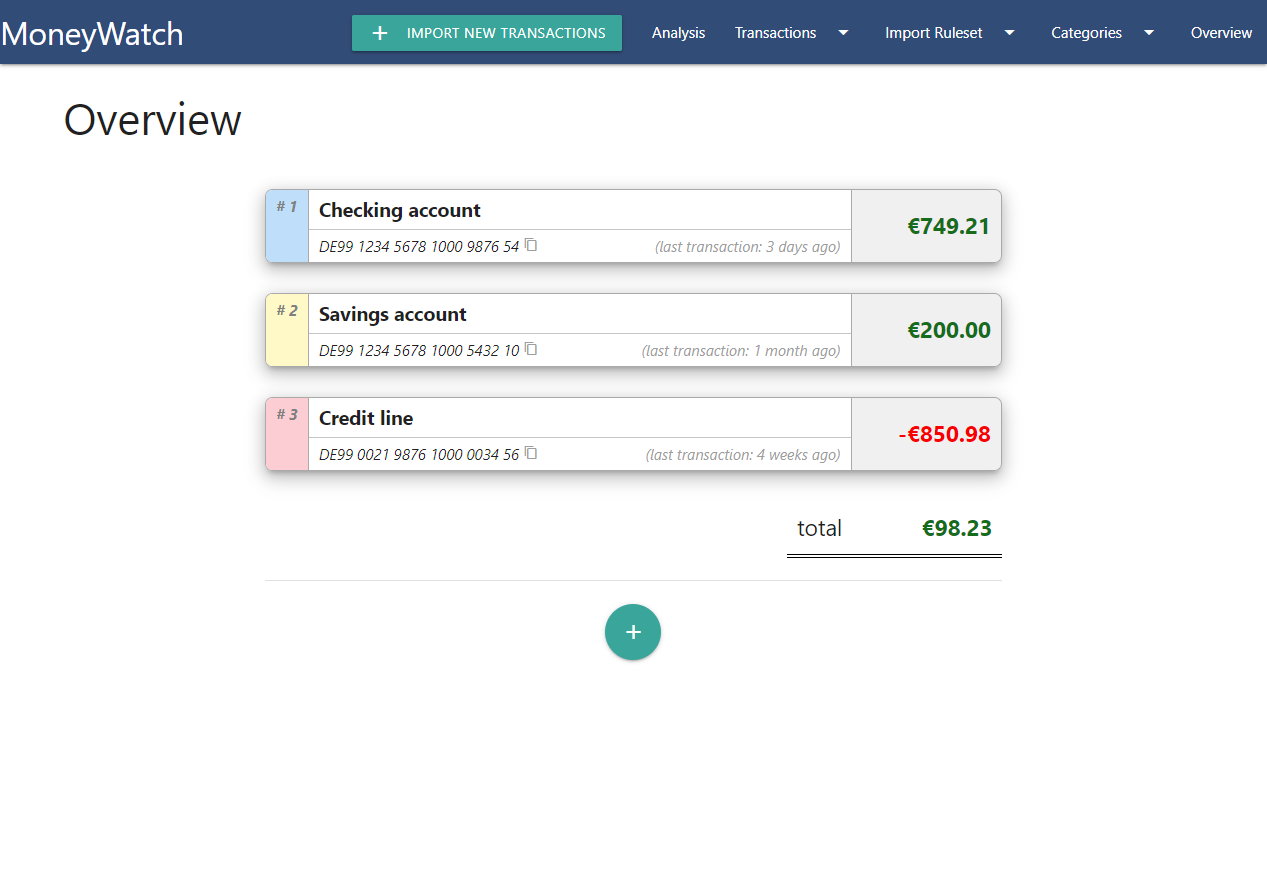 MoneyWatch
+ IMPORT NEW TRANSACTIONS
Analysis
Transactions
Import Ruleset
Categories
Overview
Overview
# 1
Checking account
€749.21
DE99 1234 5678 1000 9876 54
(last transaction: 3 days ago)
# 2
Savings account
€200.00
DE99 1234 5678 1000 5432 10
(last transaction: 1 month ago)
# 3
Credit line
-€850.98
DE99 0021 9876 1000 0034 56
(last transaction: 4 weeks ago)
total €98.23
+